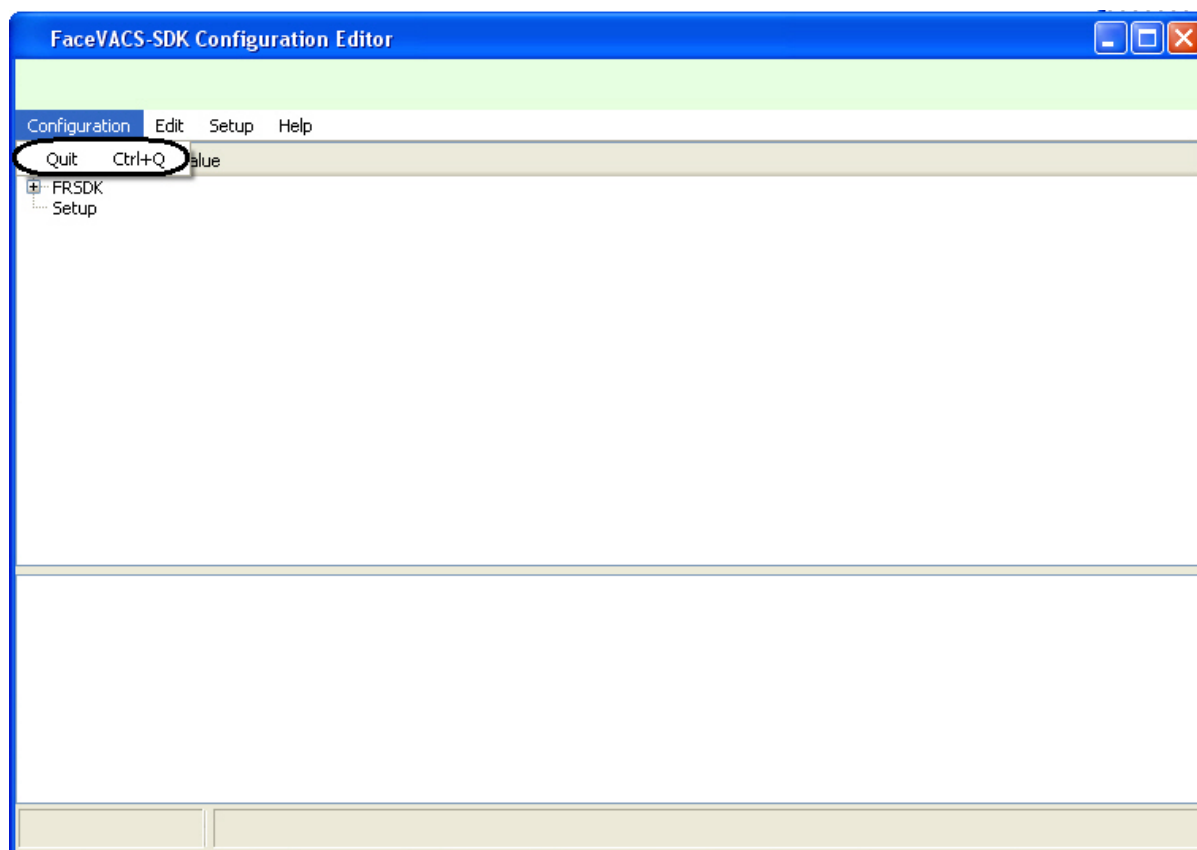 FaceVACS-SDK Configuration Editor
Configuration Edit Setup Help
Quit Ctrl+Q
FRSDK
Setup